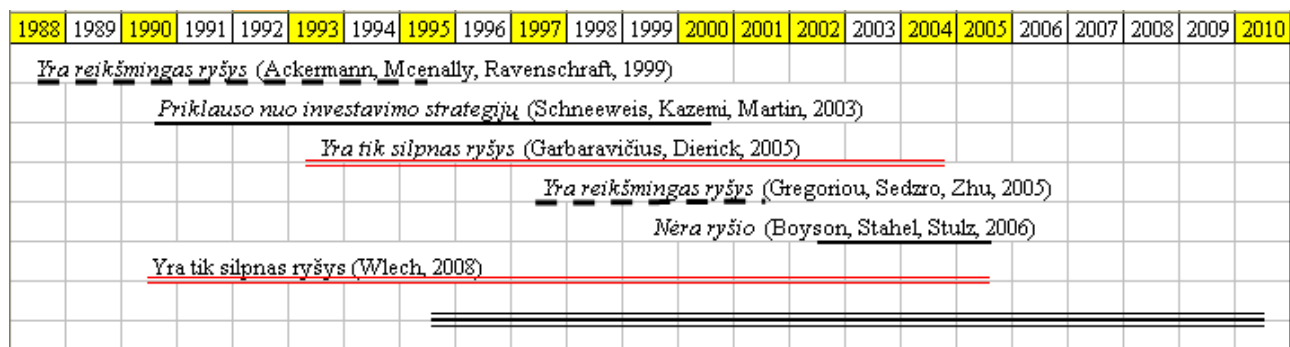 1988 1989 1990 1991 1992 1993 1994 1995 1996 1997 1998 1999 2000 2001 2002 2003 2004 2005 2006 2007 2008 2009 2010
Yra reikšmingas ryšys (Ackermann, Mcenally, Ravenschraft, 1999)
Priklauso nuo investavimo strategijų (Schneeweis, Kazemi, Martin, 2003)
Yra tik silpnas ryšys (Garbaravičius, Dierick, 2005)
Yra reikšmingas ryšys (Gregoriou, Sedzro, Zhu, 2005)
Nėra ryšio (Boyson, Stahel, Stulz, 2006)
Yra tik silpnas ryšys (Wlech, 2008)